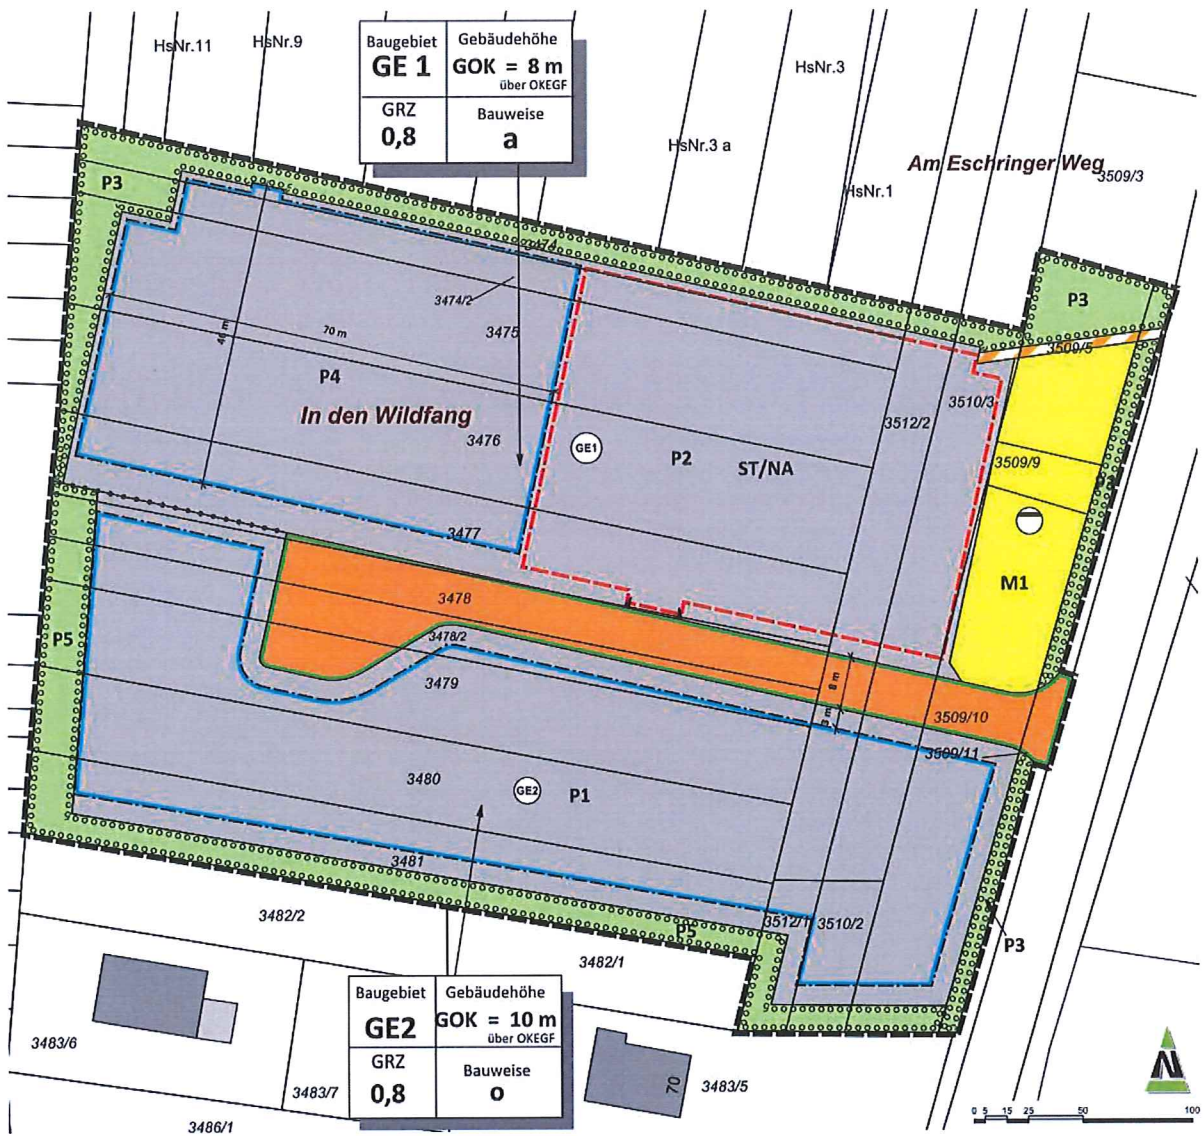 HsNr.11
HsNr.9
Baugebiet
GE 1
Gebäudehöhe
GOK = 8 m
über OKEGF
GRZ
0,8
Bauweise
a
HsNr.3
HsNr.3 a
HsNr.1
Am Eschringer Weg
3509/3
P3
P3
3474
3474/2
3475
46 m
70 m
P4
In den Wildfang
3476
GE1
P2
ST/NA
3512/2
3510/3
3509/5
3509/9
M1
3477
3478
3478/2
3479
8 m
3 m
3509/10
3509/11
P5
3480
GE2
P1
3481
3512/1
3510/2
P5
P3
3482/2
3482/1
Baugebiet
GE2
Gebäudehöhe
GOK = 10 m
über OKEGF
GRZ
0,8
Bauweise
o
3483/6
3483/7
3486/1
70
3483/5
N
0 5 15 25 50 100